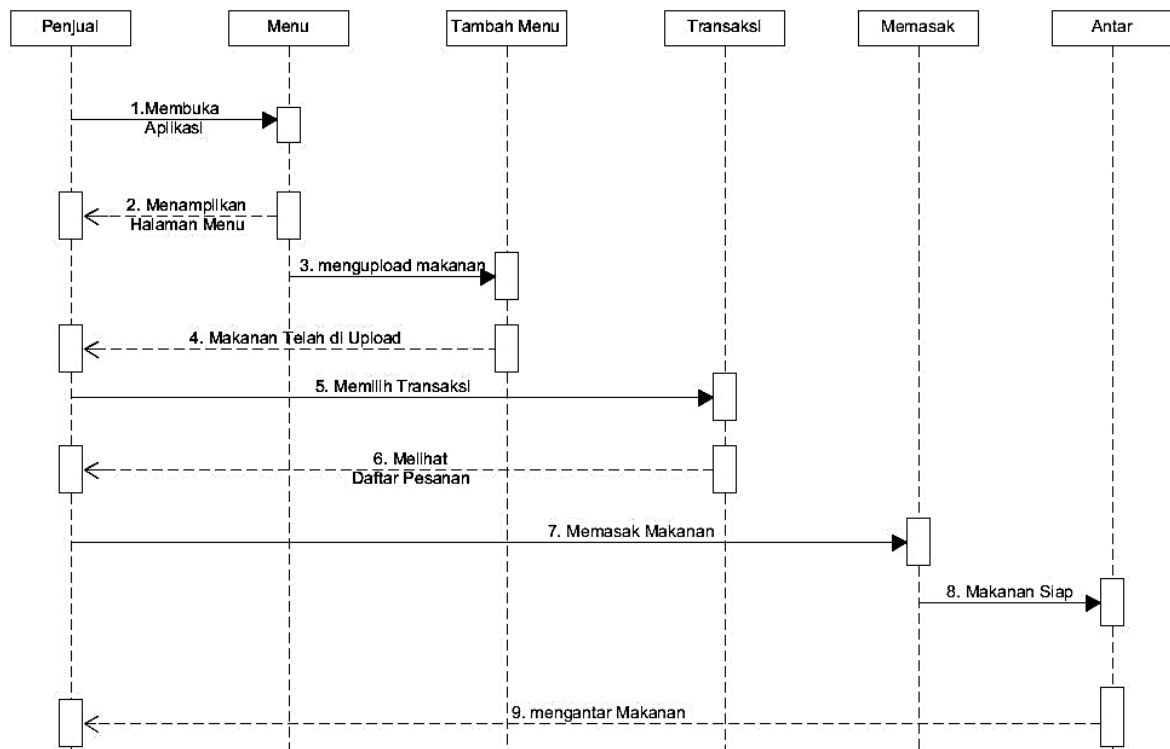 Penjual
Menu
Tambah Menu
Transaksi
Memasak
Antar
1.Membuka
Aplikasi
2. Menampilkan
Halaman Menu
3. mengupload makanan
4. Makanan Telah di Upload
5. Memilih Transaksi
6. Melihat
Daftar Pesanan
7. Memasak Makanan
8. Makanan Siap
9. mengantar Makanan